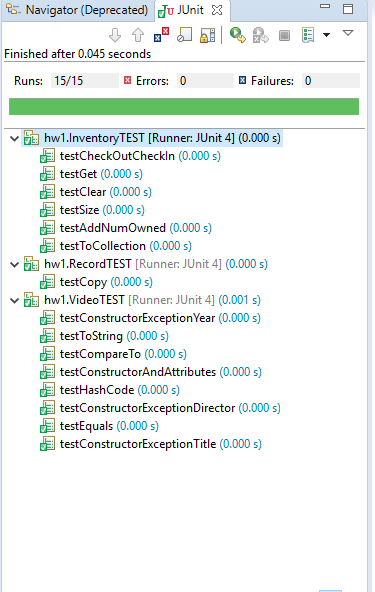 Navigator (Deprecated) JUnit
Finished after 0.045 seconds
Runs: 15/15 Errors: 0 Failures: 0
hw1.InventoryTEST [Runner: JUnit 4] (0.000 s)
testCheckOutCheckIn (0.000 s)
testGet (0.000 s)
testClear (0.000 s)
testSize (0.000 s)
testAddNumOwned (0.000 s)
testToCollection (0.000 s)
hw1.RecordTEST [Runner: JUnit 4] (0.000 s)
testCopy (0.000 s)
hw1.VideoTEST [Runner: JUnit 4] (0.001 s)
testConstructorExceptionYear (0.000 s)
testToString (0.000 s)
testCompareTo (0.000 s)
testConstructorAndAttributes (0.000 s)
testHashCode (0.000 s)
testConstructorExceptionDirector (0.000 s)
testEquals (0.000 s)
testConstructorExceptionTitle (0.000 s)